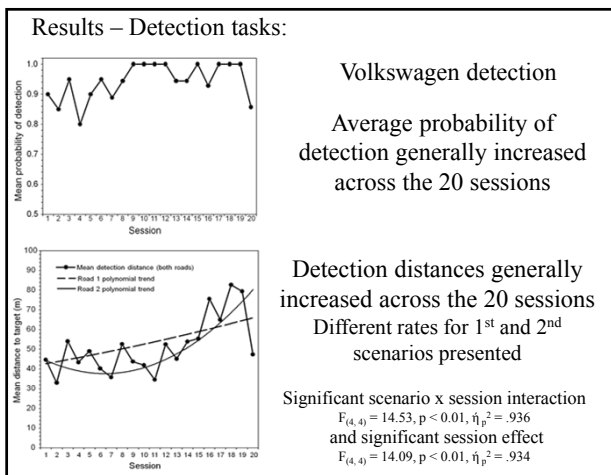 Results – Detection tasks:
1.0
0.9
0.8
0.7
0.6
0.5
Mean probability of detection
1 2 3 4 5 6 7 8 9 10 11 12 13 14 15 16 17 18 19 20
Session
Volkswagen detection
Average probability of
detection generally increased
across the 20 sessions
100
90
80
70
60
50
40
30
20
10
0
Mean distance to target (m)
Mean detection distance (both roads)
Road 1 polynomial trend
Road 2 polynomial trend
1 2 3 4 5 6 7 8 9 10 11 12 13 14 15 16 17 18 19 20
Session
Detection distances generally
increased across the 20 sessions
Different rates for 1st and 2nd
scenarios presented
Significant scenario x session interaction
F(4, 4) = 14.53, p < 0.01, ή p2 = .936
and significant session effect
F(4, 4) = 14.09, p < 0.01, ή p2 = .934